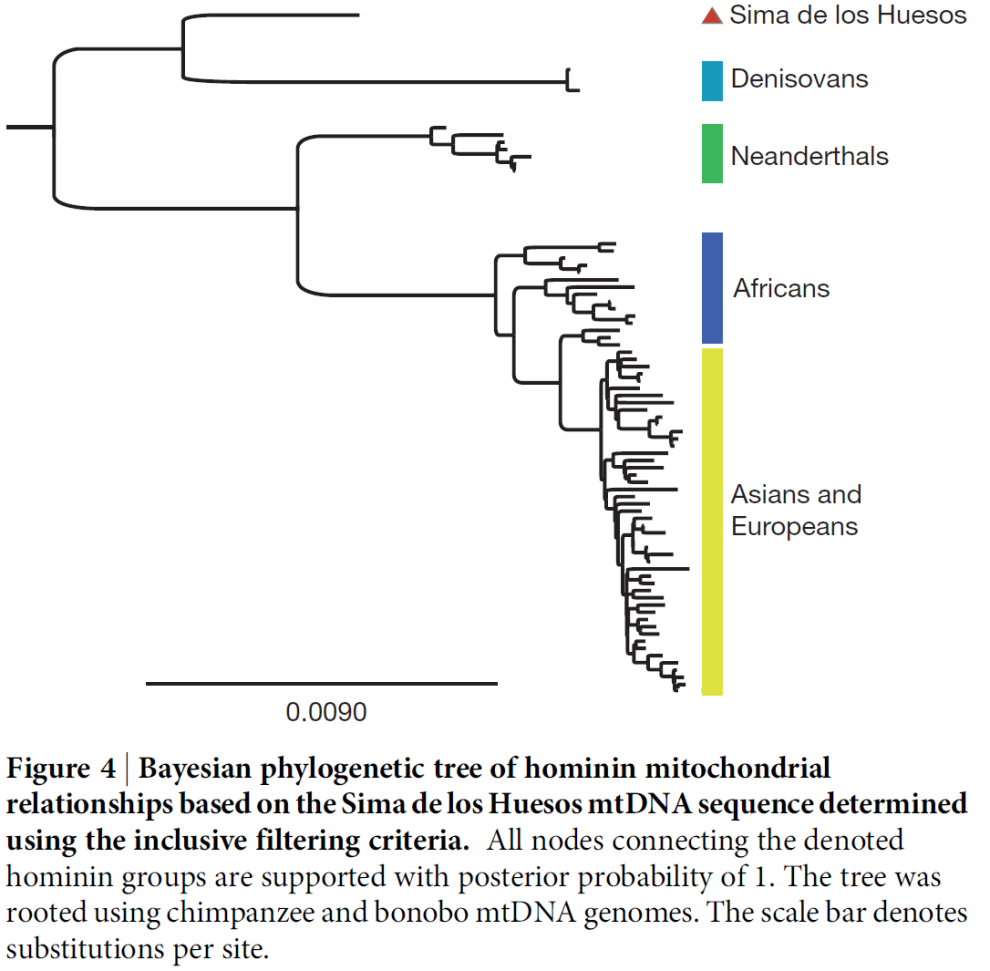 Sima de los Huesos
Denisovans
Neanderthals
Africans
Asians and
Europeans
0.0090
Figure 4 | Bayesian phylogenetic tree of hominin mitochondrial
relationships based on the Sima de los Huesos mtDNA sequence determined
using the inclusive filtering criteria. All nodes connecting the denoted
hominin groups are supported with posterior probability of 1. The tree was
rooted using chimpanzee and bonobo mtDNA genomes. The scale bar denotes
substitutions per site.